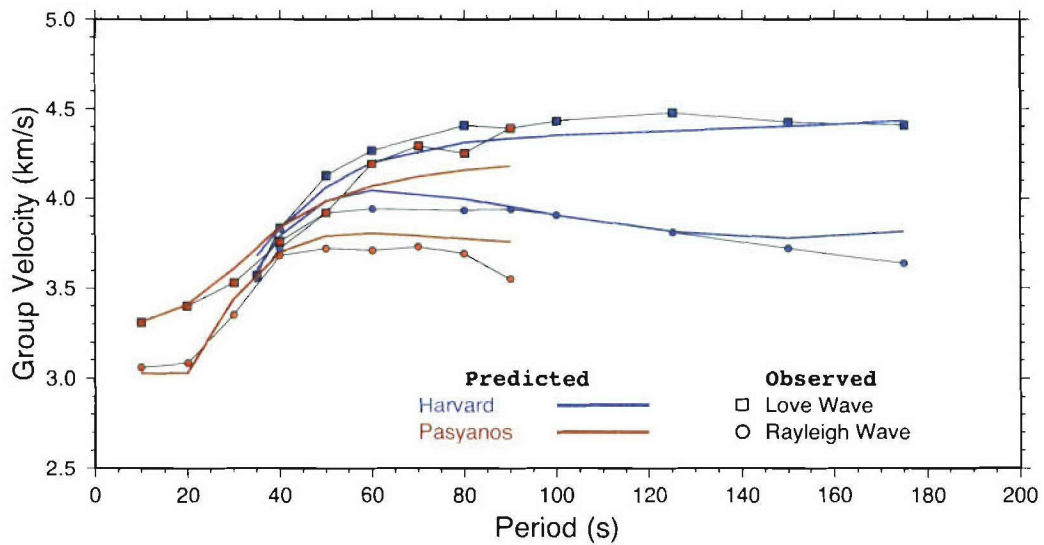 5.0
4.5
4.0
3.5
3.0
2.5
Group Velocity (km/s)
Predicted Observed
Harvard Love Wave
Pasyanos Rayleigh Wave
0 20 40 60 80 100 120 140 160 180 200
Period (s)